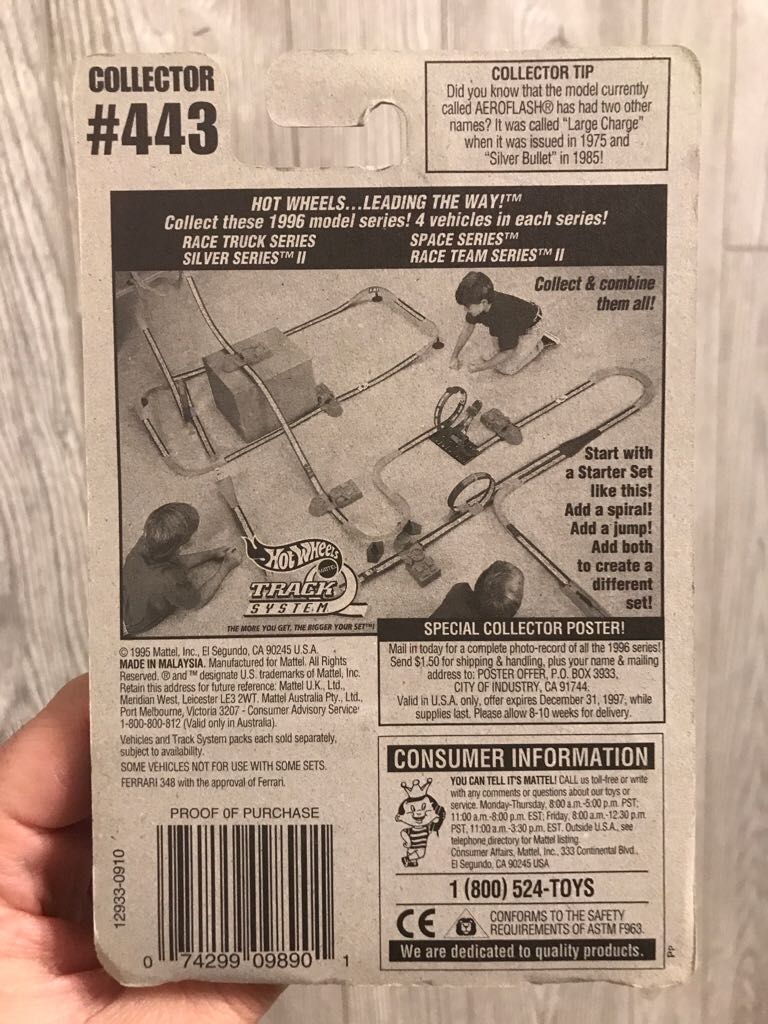 COLLECTOR
#443
COLLECTOR TIP
Did you know that the model currently
called AEROFLASH® has had two other
names? It was called "Large Charge"
when it was issued in 1975 and
"Silver Bullet" in 1985!
HOT WHEELS...LEADING THE WAY!™
Collect these 1996 model series! 4 vehicles in each series!
RACE TRUCK SERIES
SILVER SERIES™ II
SPACE SERIES™
RACE TEAM SERIES™ II
Collect & combine
them all!
Start with
a Starter Set
like this!
Add a spiral!
Add a jump!
Add both
to create a
different
set!
HOT WHEELS
MATTEL
TRACK
SYSTEM
THE MORE YOU GET, THE BIGGER YOUR SET™!
© 1995 Mattel, Inc., El Segundo, CA 90245 U.S.A.
MADE IN MALAYSIA. Manufactured for Mattel. All Rights
Reserved. ® and ™ designate U.S. trademarks of Mattel, Inc.
Retain this address for future reference: Mattel U.K., Ltd.,
Meridian West, Leicester LE3 2WT. Mattel Australia Pty., Ltd.,
Port Melbourne, Victoria 3207 - Consumer Advisory Service
1-800-800-812 (Valid only in Australia).
Vehicles and Track System packs each sold separately,
subject to availability.
SOME VEHICLES NOT FOR USE WITH SOME SETS.
FERRARI 348 with the approval of Ferrari.
SPECIAL COLLECTOR POSTER!
Mail in today for a complete photo-record of all the 1996 series!
Send $1.50 for shipping & handling, plus your name & mailing
address to: POSTER OFFER, P.O. BOX 3933,
CITY OF INDUSTRY, CA 91744.
Valid in U.S.A. only, offer expires December 31, 1997, while
supplies last. Please allow 8-10 weeks for delivery.
CONSUMER INFORMATION
YOU CAN TELL IT'S MATTEL! CALL us toll-free or write
with any comments or questions about our toys or
service. Monday-Thursday, 8:00 a.m.-5:00 p.m. PST;
11:00 a.m.-8:00 p.m. EST; Friday, 8:00 a.m.-12:30 p.m.
PST, 11:00 a.m.-3:30 p.m. EST. Outside U.S.A., see
telephone directory for Mattel listing.
Consumer Affairs, Mattel, Inc., 333 Continental Blvd.,
El Segundo, CA 90245 USA
1 (800) 524-TOYS
CE
CONFORMS TO THE SAFETY
REQUIREMENTS OF ASTM F963.
We are dedicated to quality products.
PP
PROOF OF PURCHASE
12933-0910
0 74299 09890 1